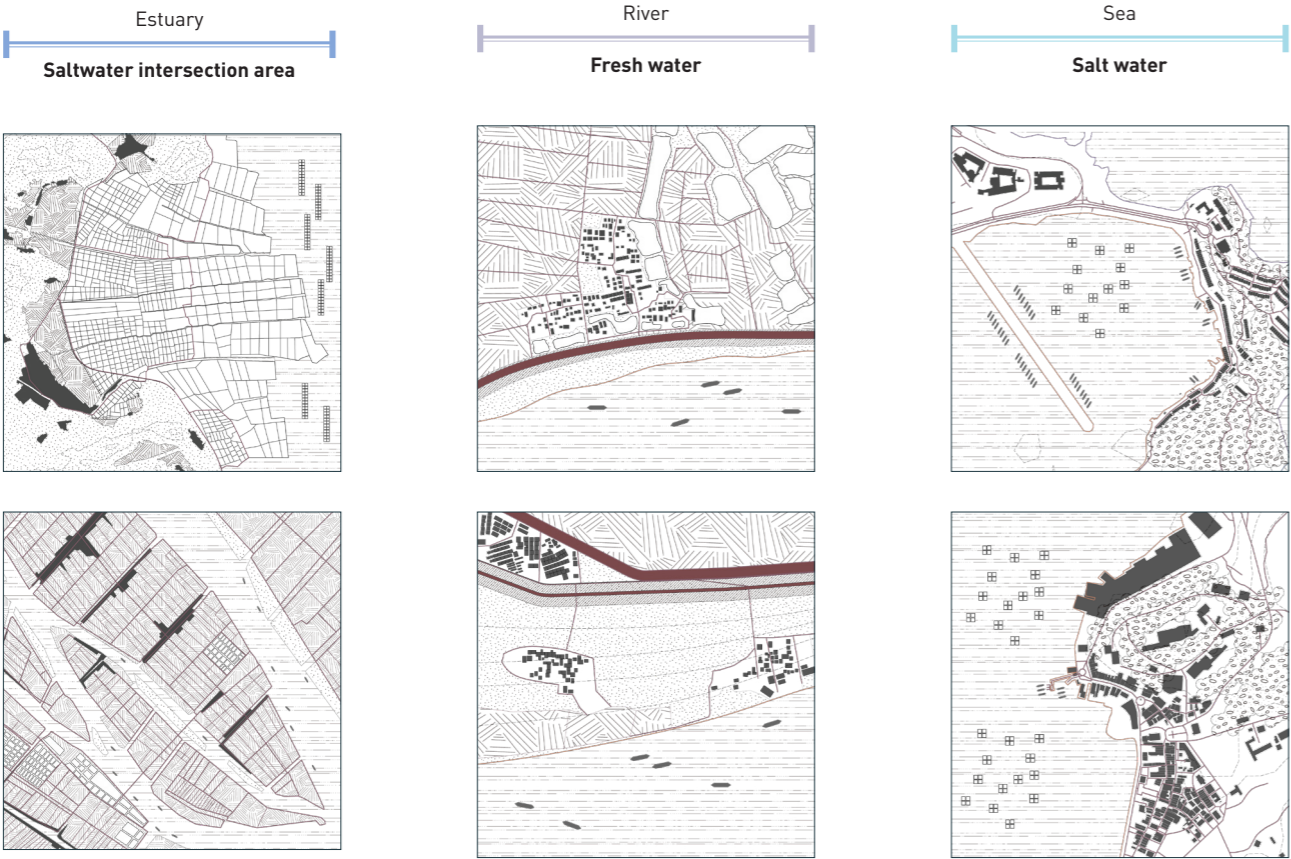 Estuary
Saltwater intersection area
River
Fresh water
Sea
Salt water